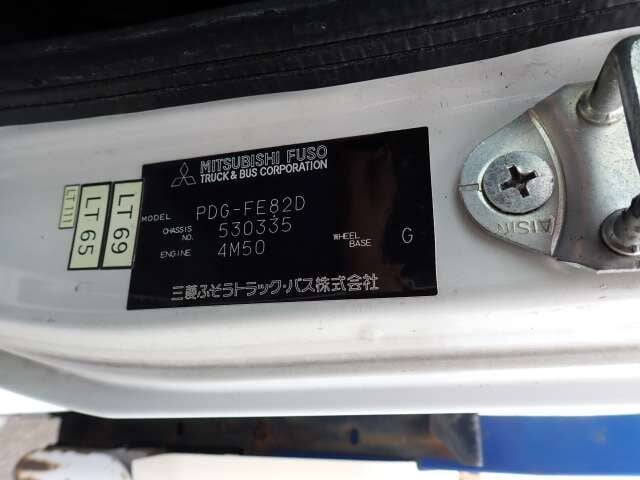 MITSUBISHI FUSO
TRUCK & BUS CORPORATION
MODEL PDG-FE82D
CHASSIS NO. 530335
ENGINE 4M50
WHEEL BASE G
三菱ふそうトラック・バス株式会社
LT 69
LT 65
LT111
AISIN